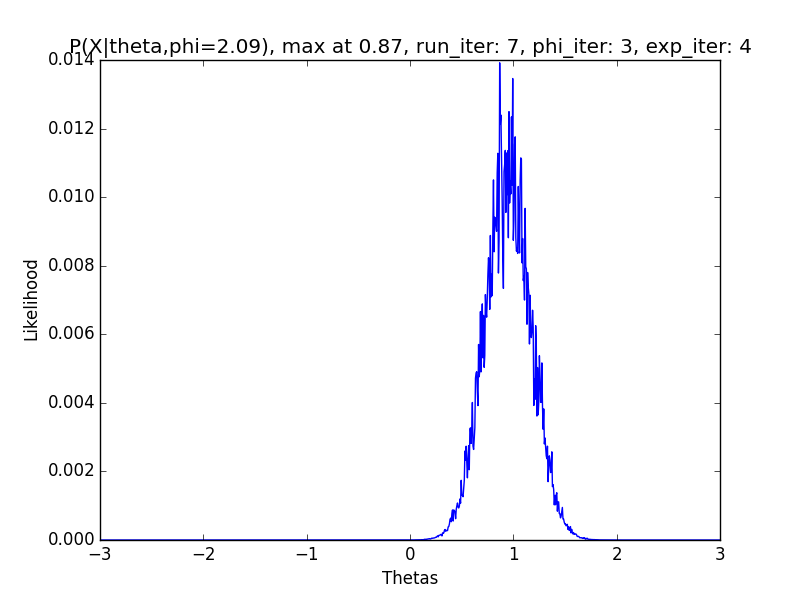 P(X|theta,phi=2.09), max at 0.87, run_iter: 7, phi_iter: 3, exp_iter: 4
0.014
0.012
0.010
0.008
0.006
0.004
0.002
0.000
Likelihood
−3 −2 −1 0 1 2 3
Thetas